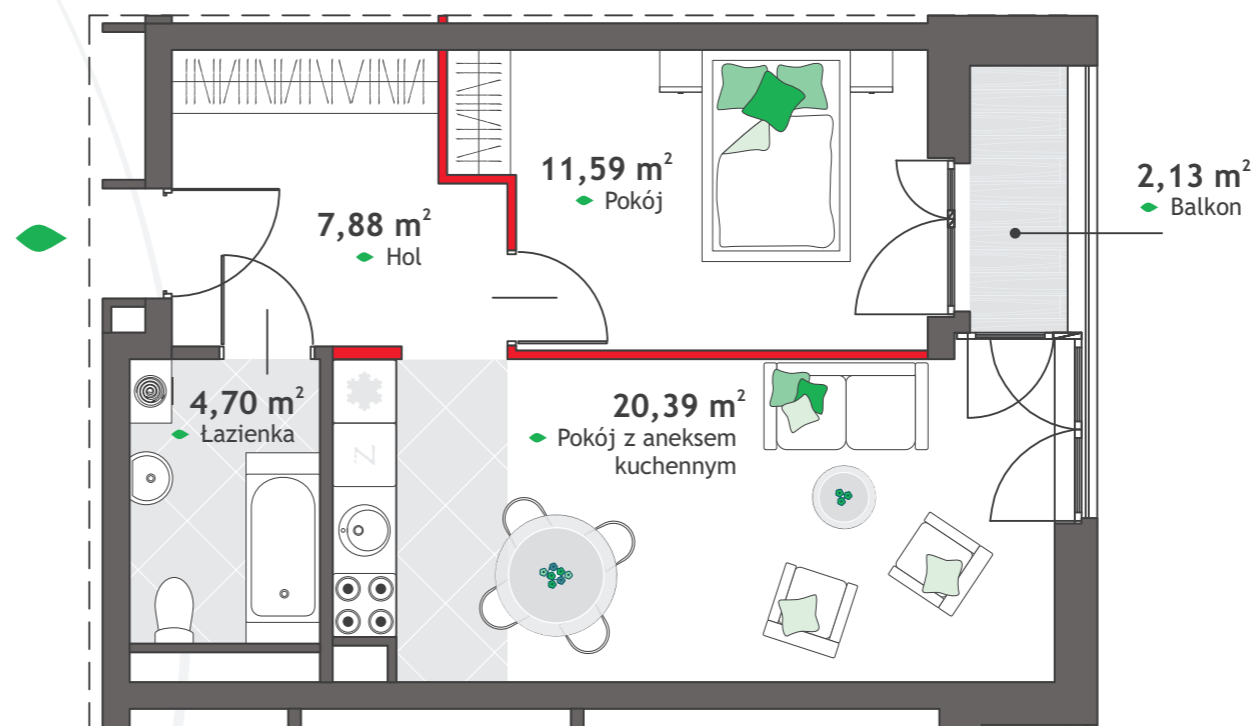 11,59 m²
Pokój
2,13 m²
Balkon
7,88 m²
Hol
4,70 m²
Łazienka
20,39 m²
Pokój z aneksem
kuchennym
Z.